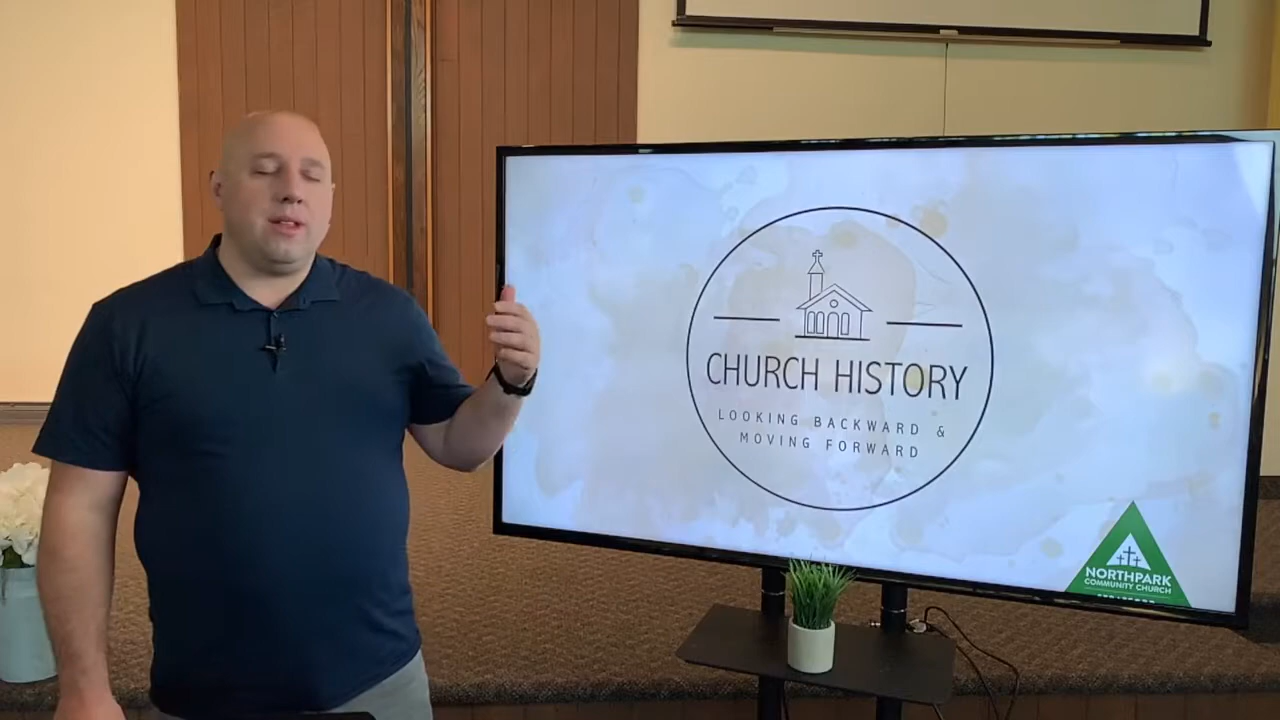 CHURCH HISTORY
LOOKING BACKWARD &
MOVING FORWARD
NORTHPARK
COMMUNITY CHURCH